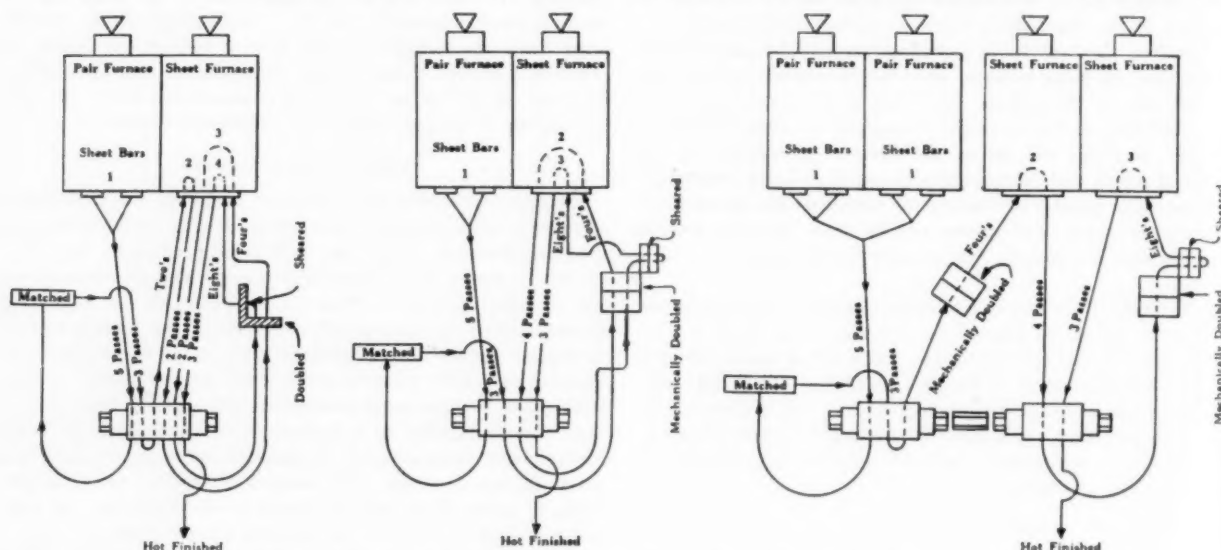 Pair Furnace
Sheet Furnace
Sheet Bars
1
2
3
4
Matched
5 Passes
3 Passes
Two's
2 Passes
2 Passes
3 Passes
Eight's
Four's
Sheared
Doubled
Hot Finished
Pair Furnace
Sheet Furnace
Sheet Bars
1
2
3
Matched
5 Passes
3 Passes
4 Passes
3 Passes
Eight's
Four's
Sheared
Mechanically Doubled
Hot Finished
Pair Furnace
Pair Furnace
Sheet Furnace
Sheet Furnace
Sheet Bars
Sheet Bars
1
1
2
3
Matched
5 Passes
3 Passes
Four's
Mechanically Doubled
4 Passes
3 Passes
Eight's
Sheared
Mechanically Doubled
Hot Finished